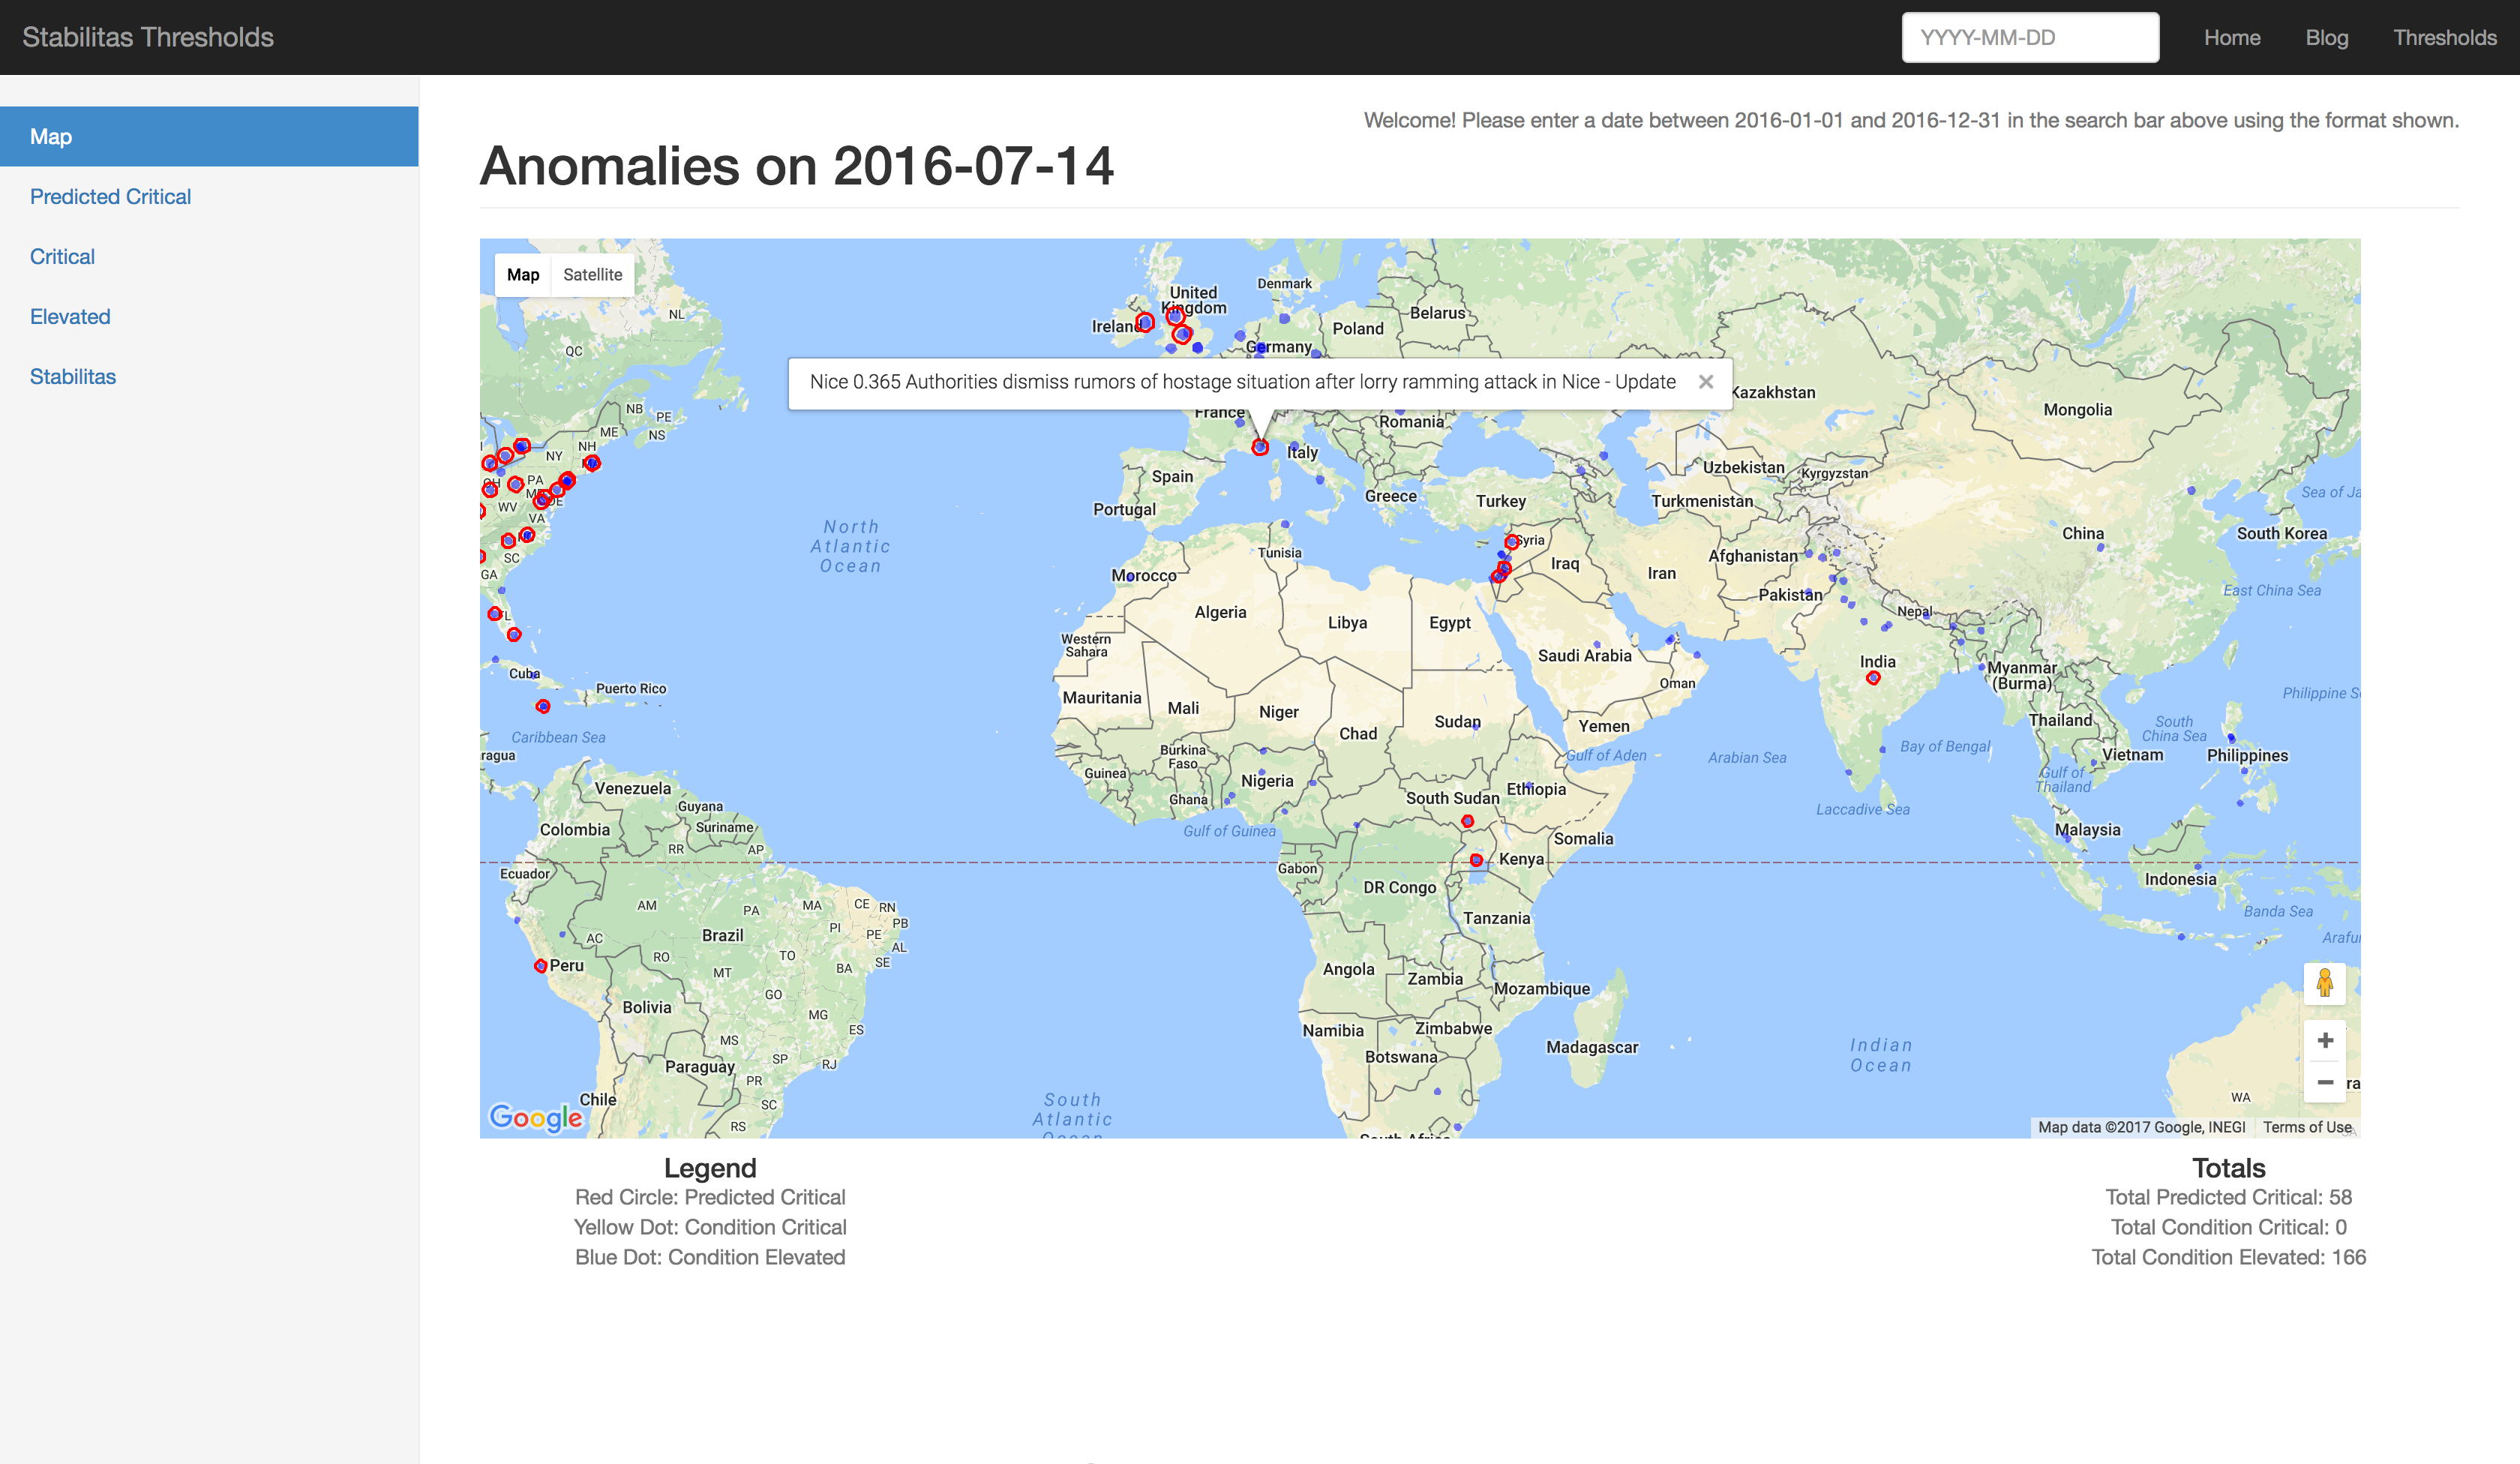 Stabilitas Thresholds
YYYY-MM-DD
Home
Blog
Thresholds
Map
Predicted Critical
Critical
Elevated
Stabilitas
Welcome! Please enter a date between 2016-01-01 and 2016-12-31 in the search bar above using the format shown.
Anomalies on 2016-07-14
Map
Satellite
Nice 0.365 Authorities dismiss rumors of hostage situation after lorry ramming attack in Nice - Update
NL
QC
NB
PE
ME
NS
NH
NY
PA
WV
VA
SC
GA
Cuba
Puerto Rico
Caribbean Sea
North
Atlantic
Ocean
United
Kingdom
Ireland
Denmark
Belarus
Poland
Germany
France
Romania
Italy
Spain
Portugal
Greece
Turkey
Kazakhstan
Mongolia
Uzbekistan
Kyrgyzstan
Turkmenistan
China
South Korea
East China Sea
Syria
Iraq
Iran
Afghanistan
Pakistan
Nepal
India
Myanmar
(Burma)
Thailand
Vietnam
Philippines
South
China Sea
Gulf of
Thailand
Malaysia
Indonesia
Banda Sea
Bay of Bengal
Laccadive Sea
Arabian Sea
Gulf of Aden
Tunisia
Morocco
Algeria
Libya
Egypt
Western
Sahara
Saudi Arabia
Oman
Yemen
Mauritania
Mali
Niger
Chad
Sudan
Burkina
Faso
Guinea
Ghana
Nigeria
Gulf of Guinea
South Sudan
Ethiopia
Somalia
Kenya
Gabon
DR Congo
Tanzania
Angola
Zambia
Mozambique
Namibia
Zimbabwe
Botswana
Madagascar
Indian
Ocean
South
Atlantic
Venezuela
Guyana
Suriname
Colombia
RR
AP
Ecuador
AM
PA
MA
CE
RN
PB
PI
PE
AL
SE
AC
Brazil
RO
TO
BA
MT
Peru
GO
Bolivia
MG
ES
MS
SP
RJ
Paraguay
PR
Chile
SC
RS
WA
Google
Map data ©2017 Google, INEGI
Terms of Use
Legend
Red Circle: Predicted Critical
Yellow Dot: Condition Critical
Blue Dot: Condition Elevated
Totals
Total Predicted Critical: 58
Total Condition Critical: 0
Total Condition Elevated: 166